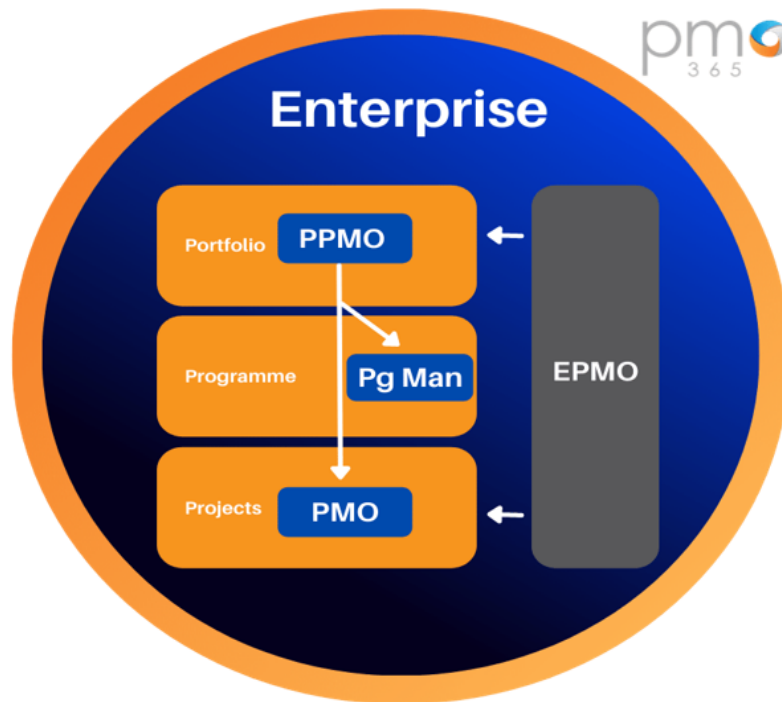 pmo
365
Enterprise
Portfolio
PPMO
Programme
Pg Man
EPMO
Projects
PMO